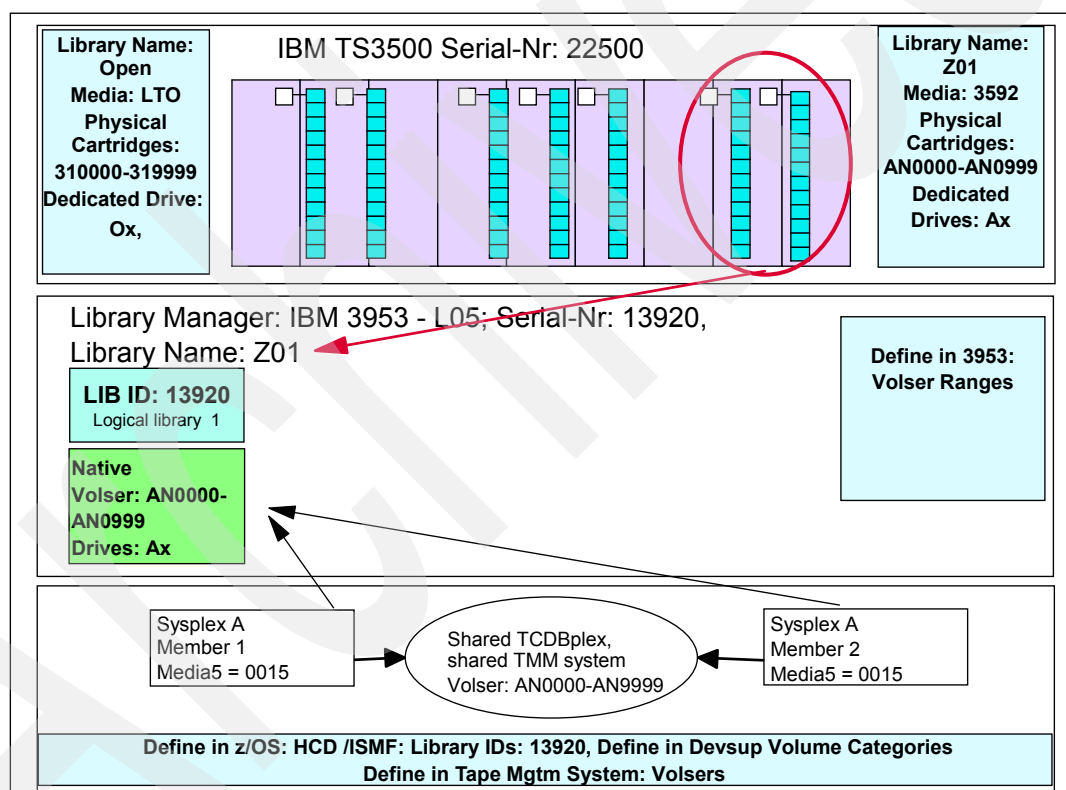 Library Name:
Open
Media: LTO
Physical
Cartridges:
310000-319999
Dedicated Drive:
Ox,
IBM TS3500 Serial-Nr: 22500
Library Name:
Z01
Media: 3592
Physical
Cartridges:
AN0000-AN0999
Dedicated
Drives: Ax
Library Manager: IBM 3953 - L05; Serial-Nr: 13920,
Library Name: Z01
LIB ID: 13920
Logical library 1
Native
Volser: AN0000-
AN0999
Drives: Ax
Define in 3953:
Volser Ranges
Sysplex A
Member 1
Media5 = 0015
Shared TCDBplex,
shared TMM system
Volser: AN0000-AN9999
Sysplex A
Member 2
Media5 = 0015
Define in z/OS: HCD /ISMF: Library IDs: 13920, Define in Devsup Volume Categories
Define in Tape Mgtm System: Volsers